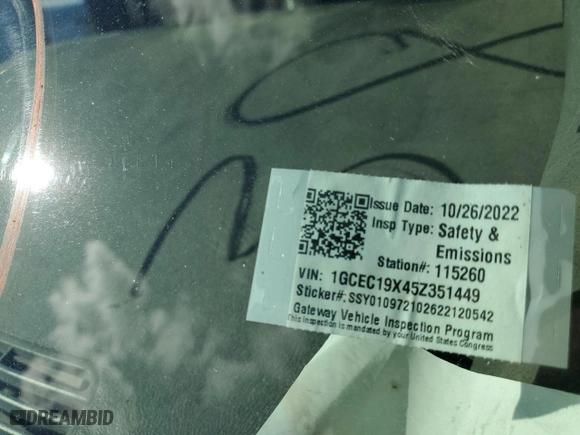 Issue Date: 10/26/2022
Insp Type: Safety &
Emissions
Station#: 115260
VIN: 1GCEC19X45Z351449
Sticker#: SSY010972102622120542
Gateway Vehicle Inspection Program
This inspection is mandated by your United States Congress
DREAMBID